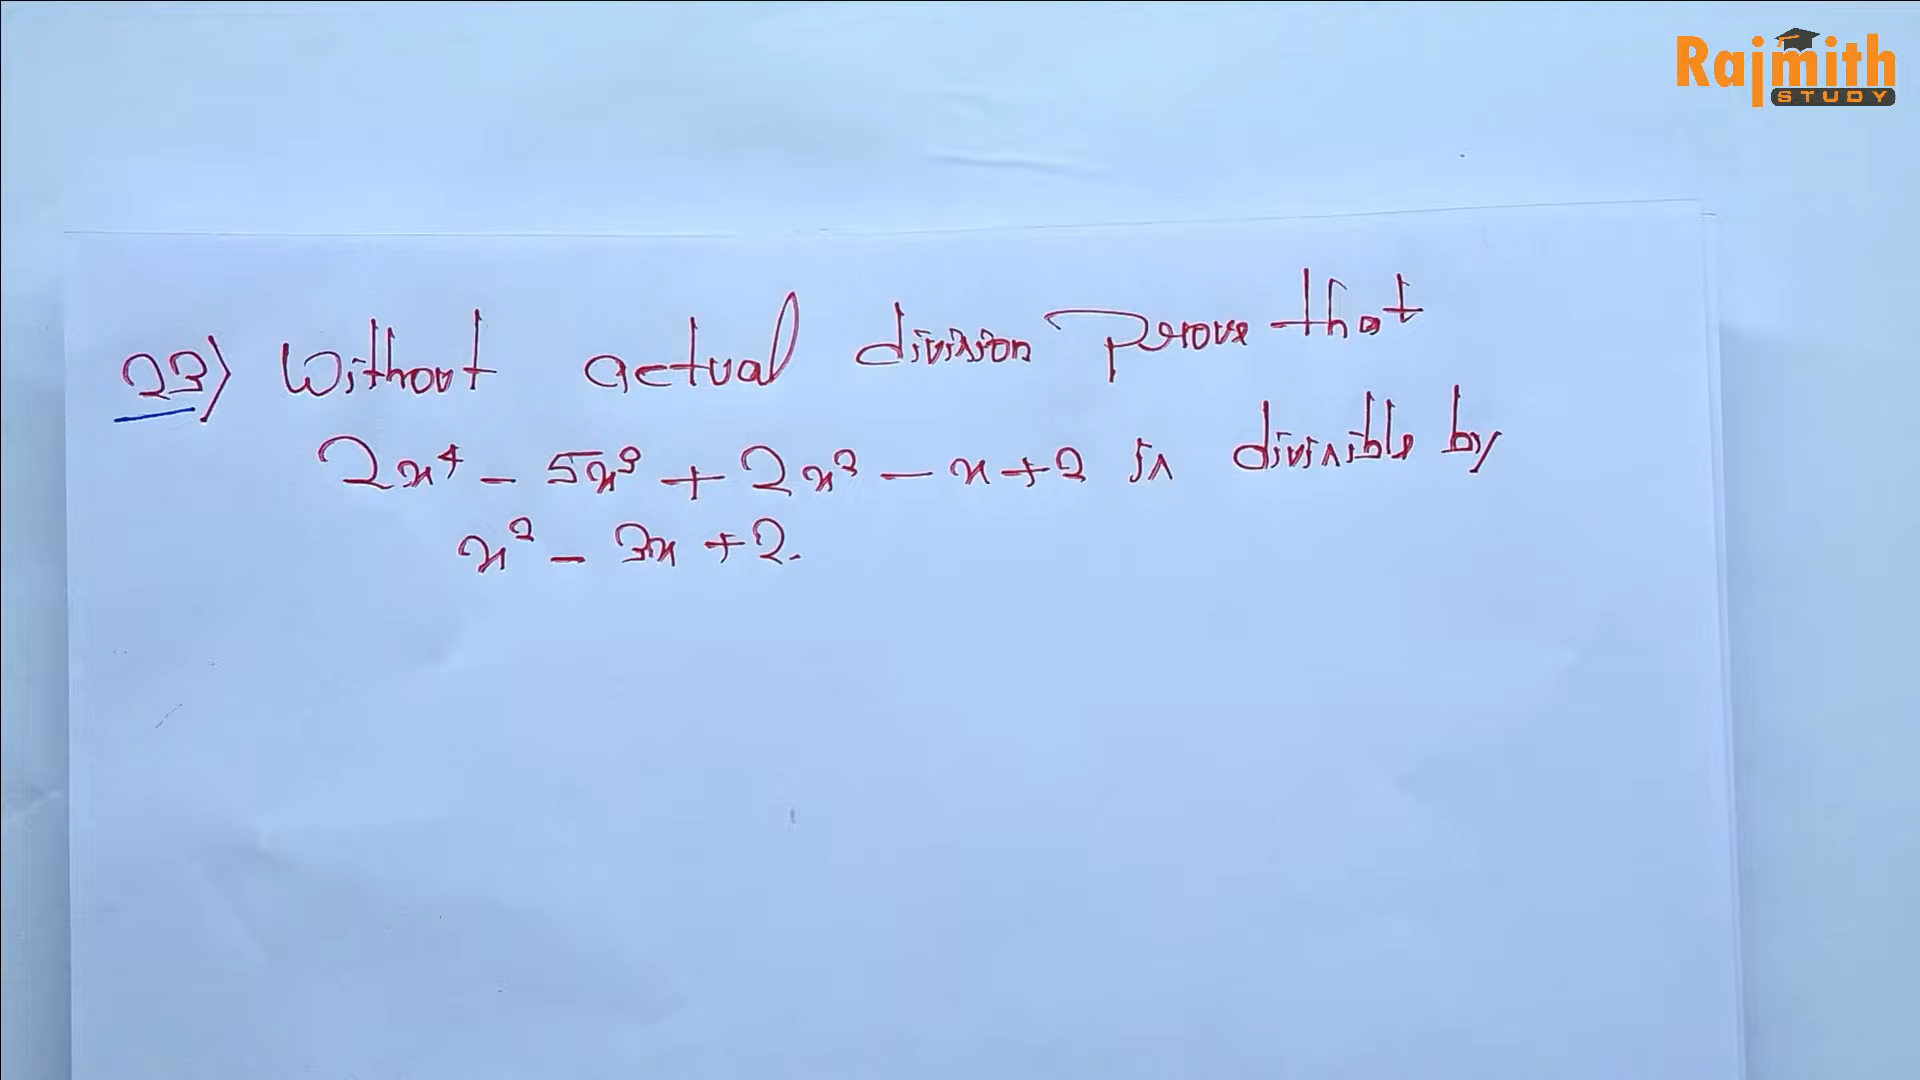 Rajmith
STUDY
23) Without actual division prove that
2x⁴ - 5x³ + 2x² - x + 2 is divisible by
x² - 3x + 2.